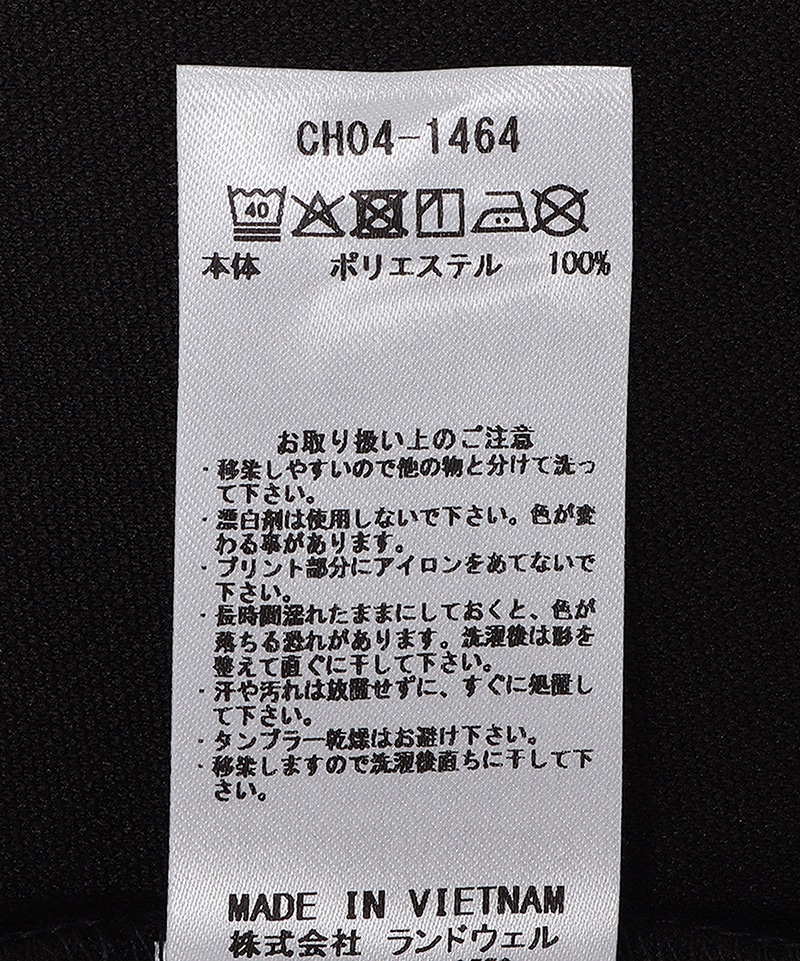 CH04-1464
40
本体 ポリエステル 100%
お取り扱い上のご注意
・移染しやすいので他の物と分けて洗っ
て下さい。
・漂白剤は使用しないで下さい。色が変
わる事があります。
・プリント部分にアイロンをあてないで
下さい。
・長時間濡れたままにしておくと、色が
落ちる恐れがあります。洗濯後は形を
整えて直ぐに干して下さい。
・汗や汚れは放置せずに、すぐに処置し
て下さい。
・タンブラー乾燥はお避け下さい。
・移染しますので洗濯後直ちに干して下
さい。
MADE IN VIETNAM
株式会社 ランドウェル